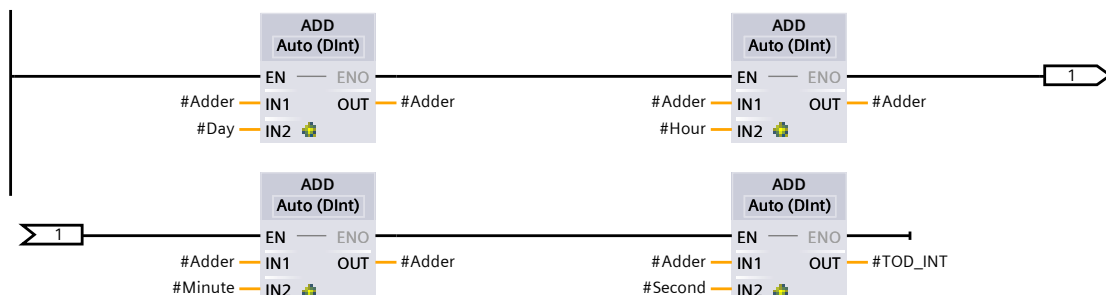 ADD ADD
Auto (DInt) Auto (DInt)
EN ENO EN ENO 1
#Adder IN1 OUT #Adder #Adder IN1 OUT #Adder
#Day IN2 #Hour IN2
ADD ADD
Auto (DInt) Auto (DInt)
1 EN ENO EN ENO
#Adder IN1 OUT #Adder #Adder IN1 OUT #TOD_INT
#Minute IN2 #Second IN2